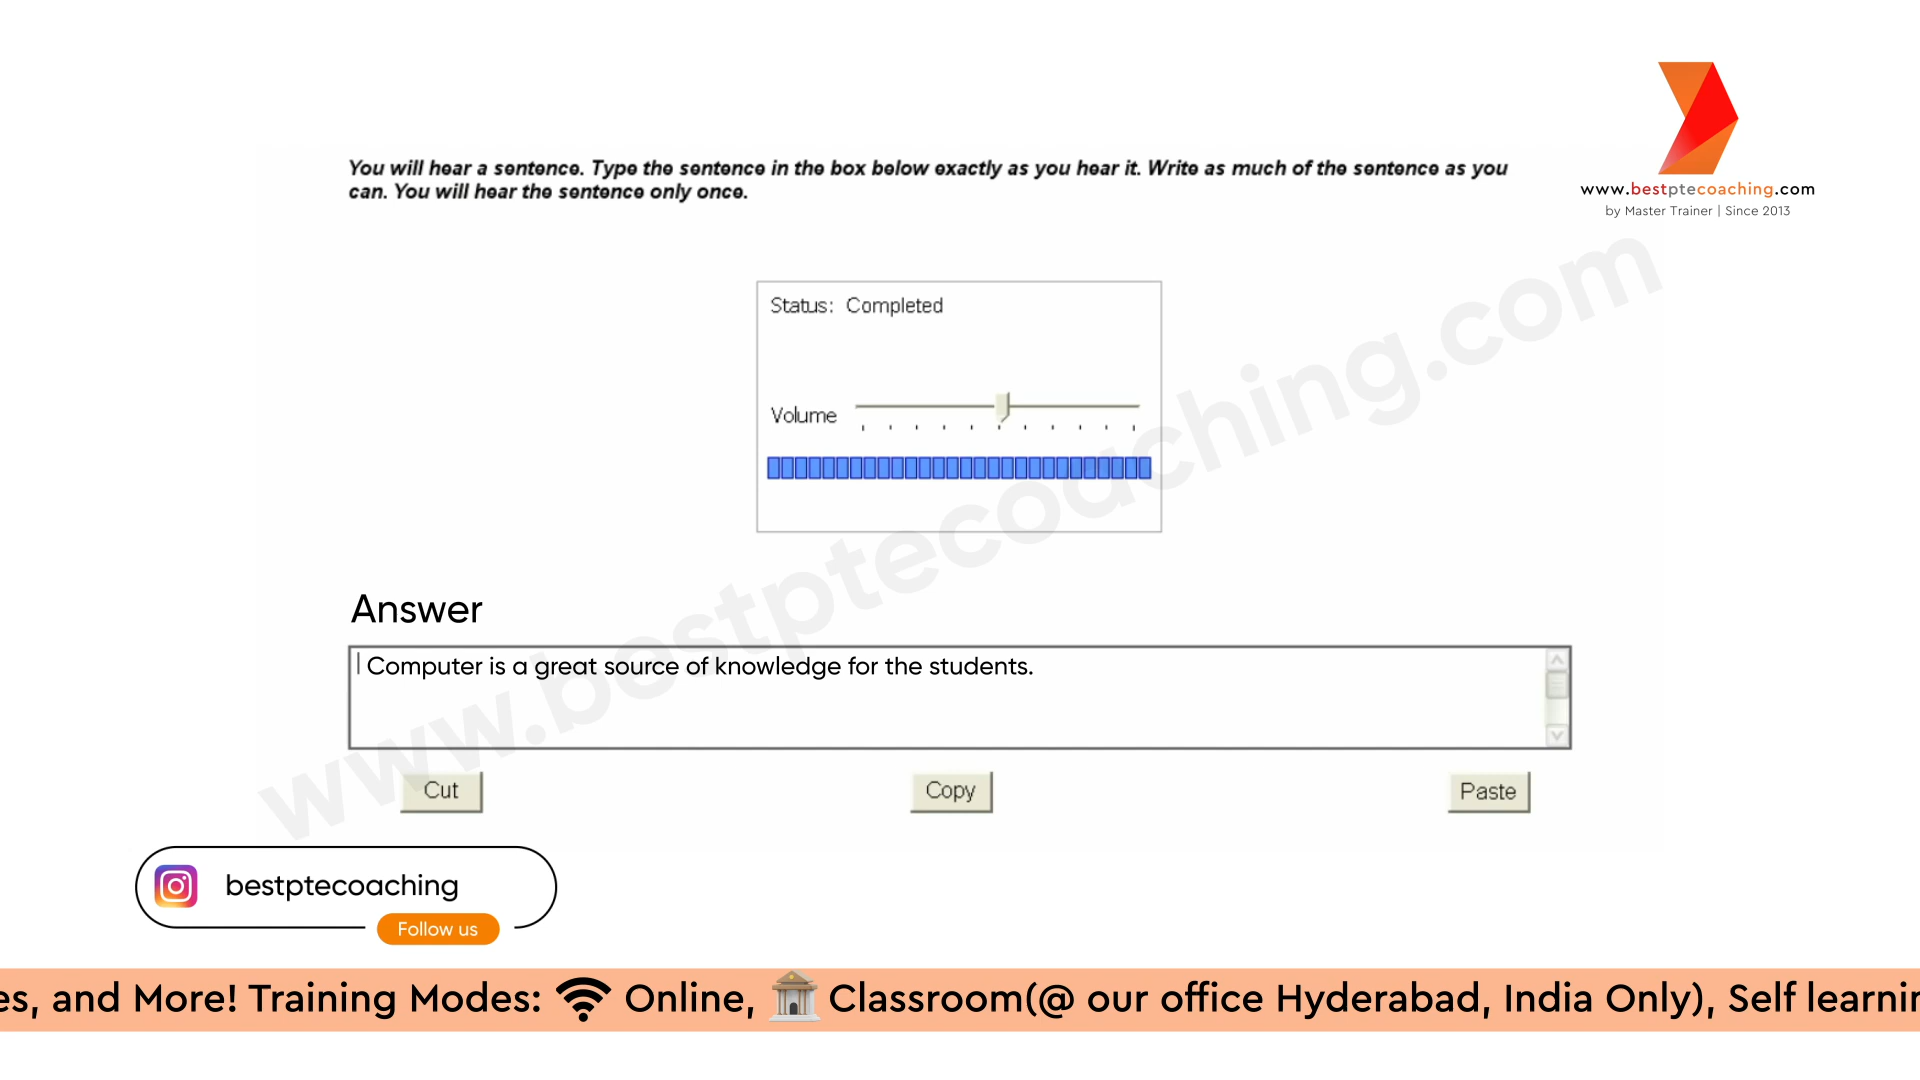 You will hear a sentence. Type the sentence in the box below exactly as you hear it. Write as much of the sentence as you
can. You will hear the sentence only once.
www.bestptecoaching.com
by Master Trainer | Since 2013
Status: Completed
Volume
Answer
Computer is a great source of knowledge for the students.
Cut
Copy
Paste
www.bestptecoaching.com
bestptecoaching
Follow us
es, and More! Training Modes: Online, Classroom(@ our office Hyderabad, India Only), Self learnin